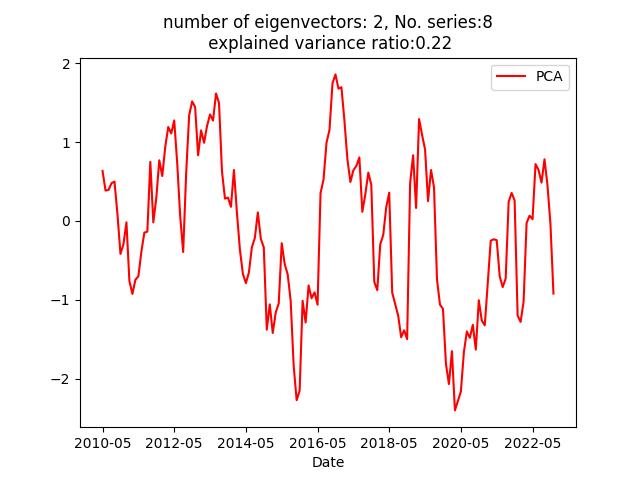 number of eigenvectors: 2, No. series:8
explained variance ratio:0.22
PCA
2
1
0
−1
−2
2010-05 2012-05 2014-05 2016-05 2018-05 2020-05 2022-05
Date